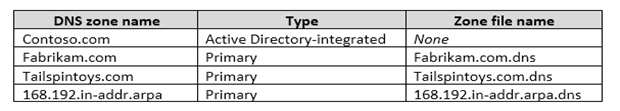 DNS zone name Type Zone file name
Contoso.com Active Directory-integrated None
Fabrikam.com Primary Fabrikam.com.dns
Tailspintoys.com Primary Tailspintoys.com.dns
168.192.in-addr.arpa Primary 168.192.in-addr.arpa.dns